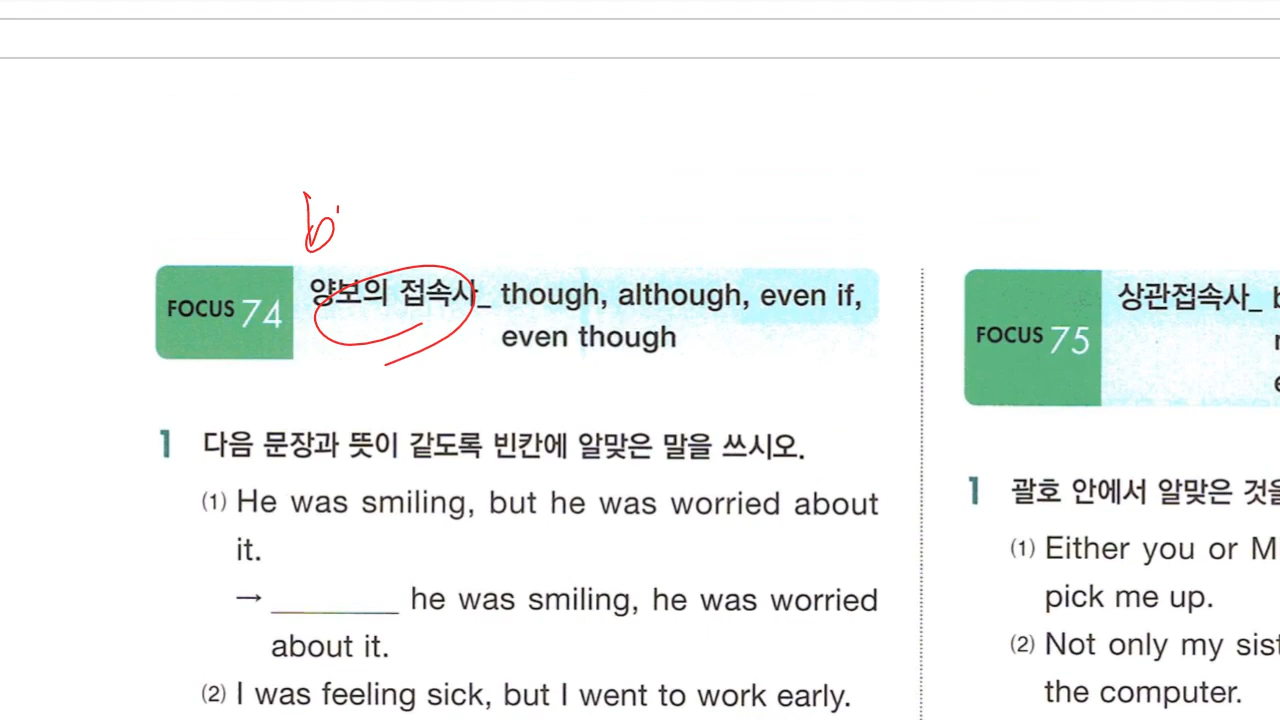 b
FOCUS 74
양보의 접속사_ though, although, even if,
even though
1 다음 문장과 뜻이 같도록 빈칸에 알맞은 말을 쓰시오.
(1) He was smiling, but he was worried about
it.
→ ________ he was smiling, he was worried
about it.
(2) I was feeling sick, but I went to work early.
FOCUS 75
상관접속사_ b
1 괄호 안에서 알맞은 것을
(1) Either you or M
pick me up.
(2) Not only my sist
the computer.